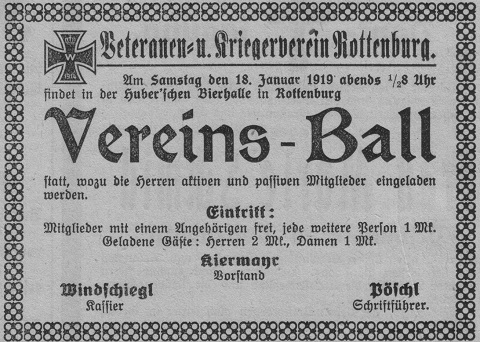 W
1914
Veteranen- u. Kriegerverein Rottenburg.
Am Samstag den 18. Januar 1919 abends ½8 Uhr
findet in der Huber'schen Bierhalle in Rottenburg
Vereins-Ball
statt, wozu die Herren aktiven und passiven Mitglieder eingeladen
werden.
Eintritt:
Mitglieder mit einem Angehörigen frei, jede weitere Person 1 Mk.
Geladene Gäste: Herren 2 Mk., Damen 1 Mk.
Kiermayr
Vorstand
Windschiegl Pöschl
Kassier Schriftführer.